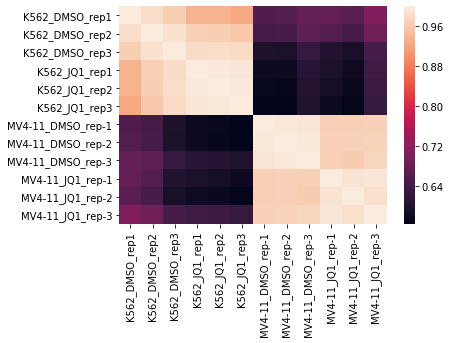 K562_DMSO_rep1
K562_DMSO_rep2
K562_DMSO_rep3
K562_JQ1_rep1
K562_JQ1_rep2
K562_JQ1_rep3
MV4-11_DMSO_rep-1
MV4-11_DMSO_rep-2
MV4-11_DMSO_rep-3
MV4-11_JQ1_rep-1
MV4-11_JQ1_rep-2
MV4-11_JQ1_rep-3
K562_DMSO_rep1
K562_DMSO_rep2
K562_DMSO_rep3
K562_JQ1_rep1
K562_JQ1_rep2
K562_JQ1_rep3
MV4-11_DMSO_rep-1
MV4-11_DMSO_rep-2
MV4-11_DMSO_rep-3
MV4-11_JQ1_rep-1
MV4-11_JQ1_rep-2
MV4-11_JQ1_rep-3
0.96
0.88
0.80
0.72
0.64